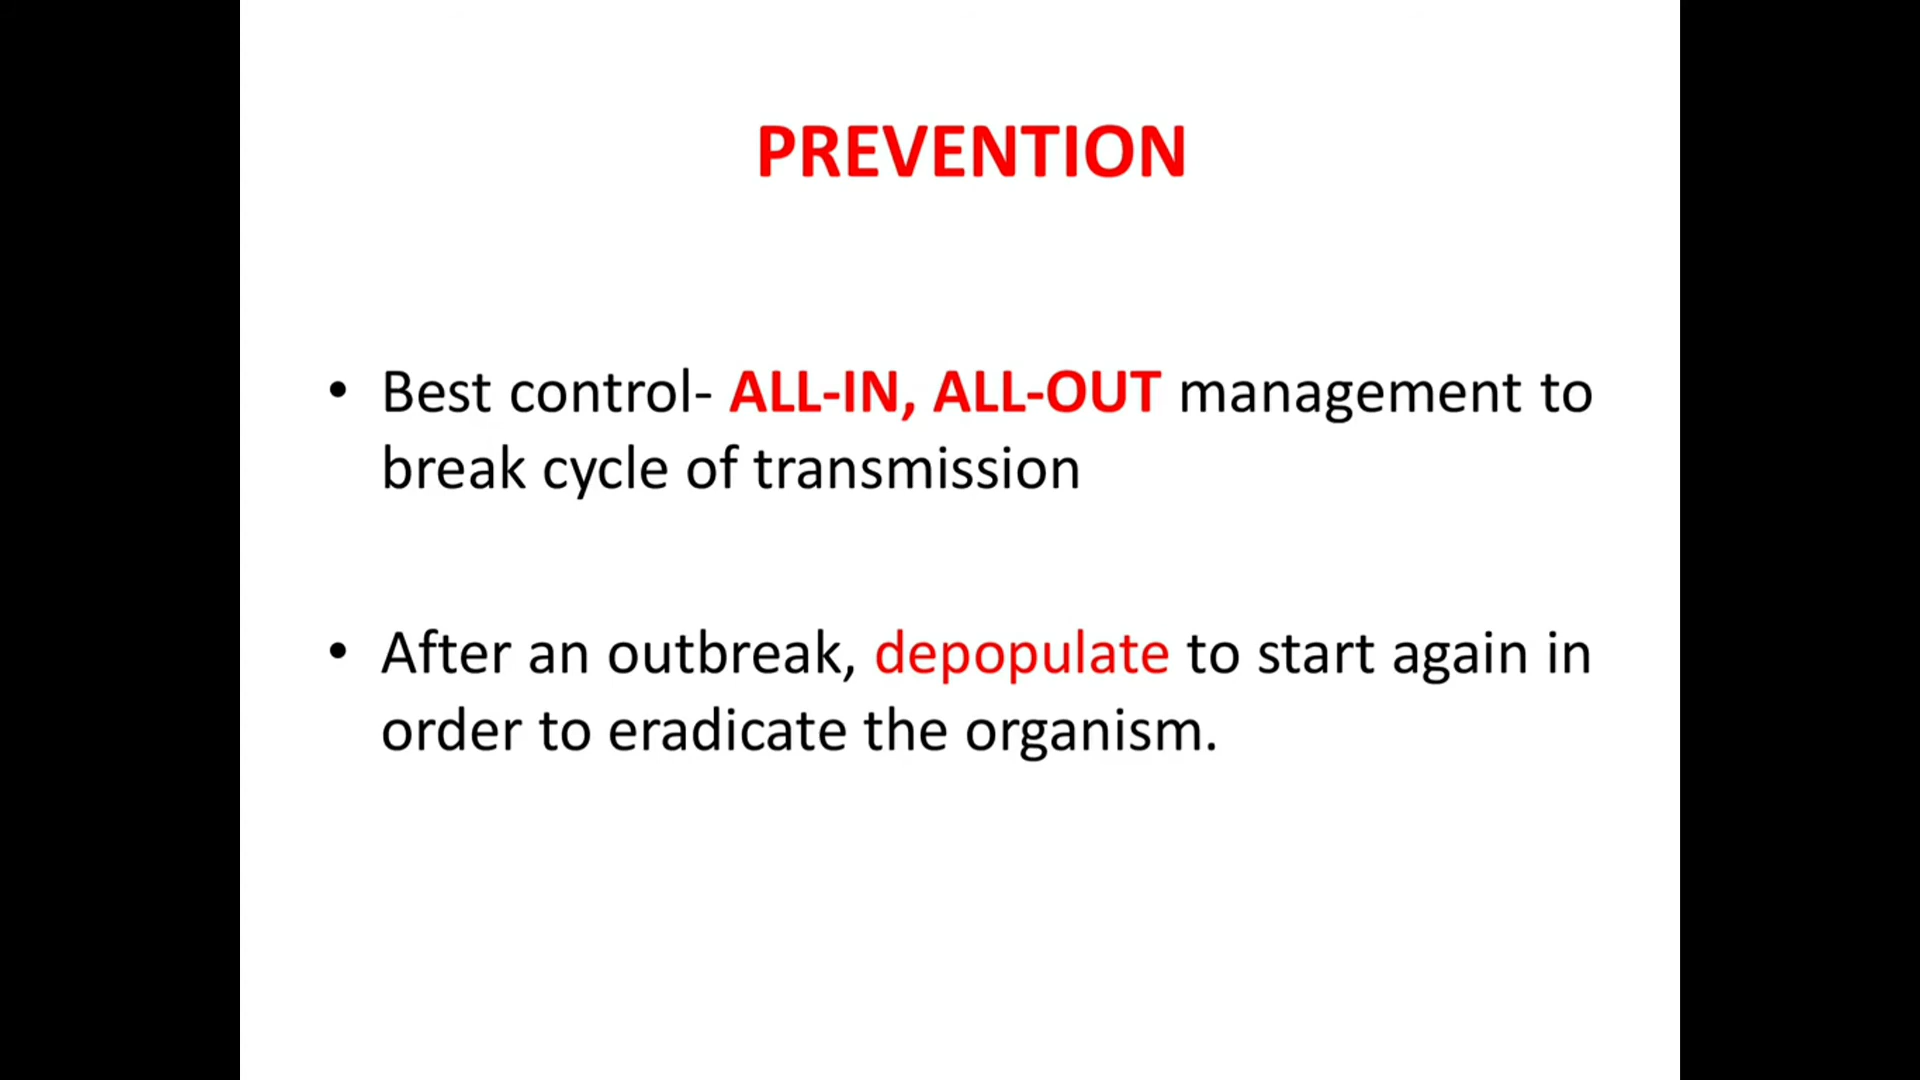 PREVENTION
• Best control- ALL-IN, ALL-OUT management to
break cycle of transmission
• After an outbreak, depopulate to start again in
order to eradicate the organism.